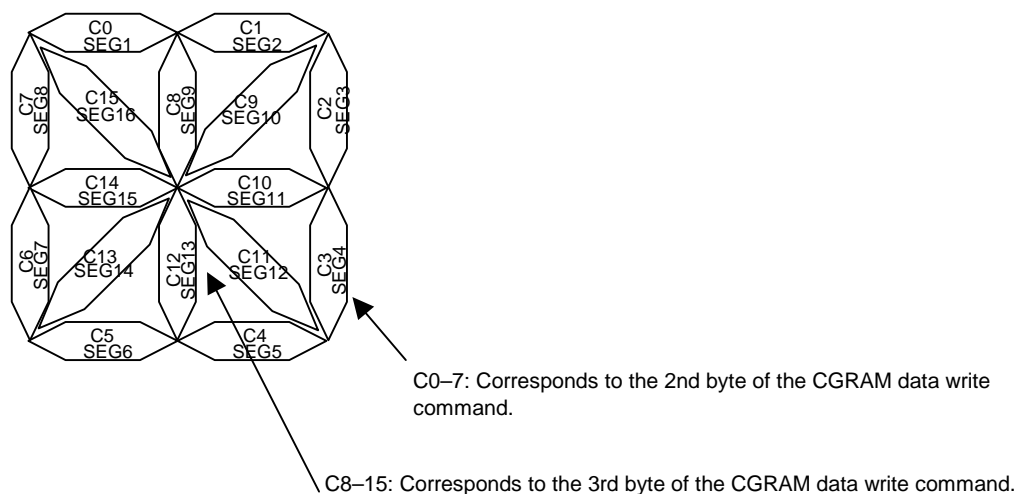 C0
SEG1
C1
SEG2
C7
SEG8
C15
SEG16
C8
SEG9
C9
SEG10
C2
SEG3
C14
SEG15
C10
SEG11
C6
SEG7
C13
SEG14
C12
SEG13
C11
SEG12
C3
SEG4
C5
SEG6
C4
SEG5
C0–7: Corresponds to the 2nd byte of the CGRAM data write
command.
C8–15: Corresponds to the 3rd byte of the CGRAM data write command.